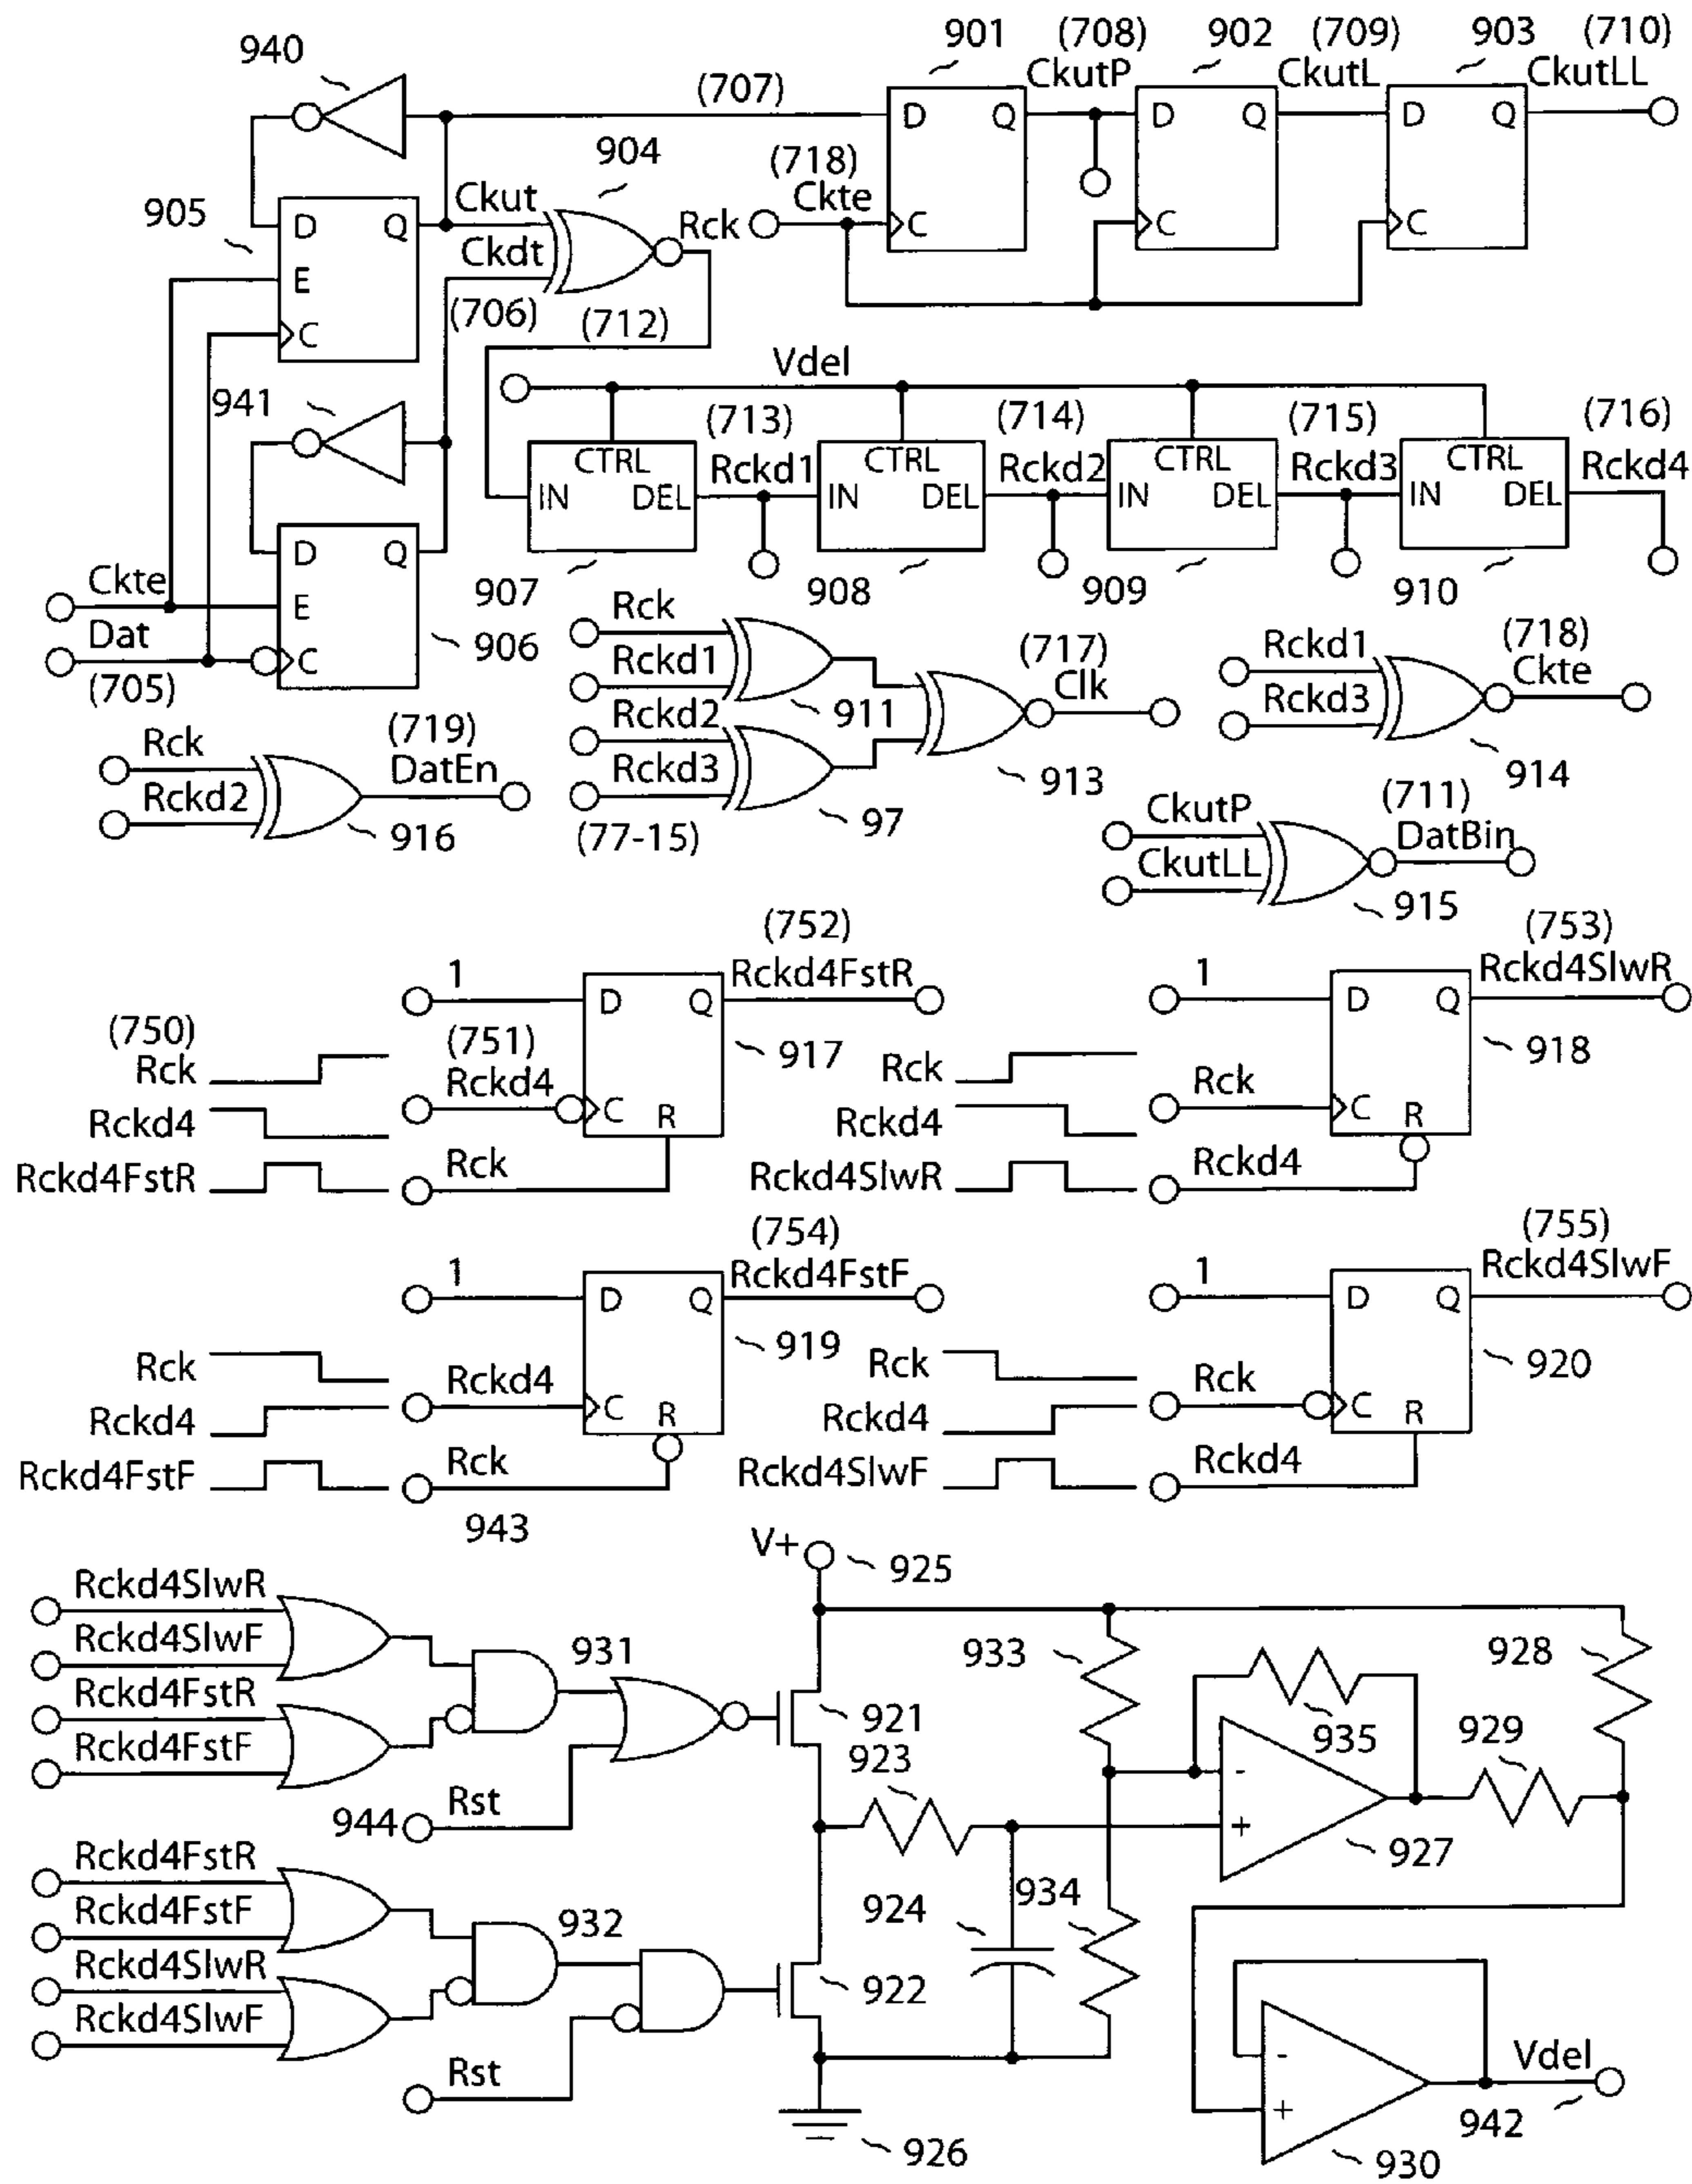 940
901
(708)
902
(709)
903
(710)
CkutP
CkutL
CkutLL
(707)
D
Q
D
Q
D
Q
904
(718)
Ckte
905
Ckut
Rck
C
C
C
D
Q
Ckdt
E
(706)
(712)
C
Vdel
941
(713)
(714)
(715)
(716)
CTRL
Rckd1
CTRL
Rckd2
CTRL
Rckd3
CTRL
Rckd4
IN
DEL
IN
DEL
IN
DEL
IN
DEL
D
Q
Ckte
E
907
908
909
910
Dat
C
906
(705)
Rck
Rckd1
911
Rckd2
Rckd3
97
(77-15)
(717)
Clk
913
Rckd1
(718)
Ckte
Rckd3
914
Rck
(719)
DatEn
Rckd2
916
CkutP
(711)
DatBin
CkutLL
915
(752)
1
Rckd4FstR
D
Q
(750)
(751)
917
Rck
Rckd4
C
R
Rckd4
Rckd4FstR
Rck
(753)
1
Rckd4SlwR
D
Q
918
Rck
Rck
C
R
Rckd4
Rckd4SlwR
Rckd4
(754)
1
Rckd4FstF
D
Q
919
Rck
Rckd4
C
R
Rckd4
Rckd4FstF
Rck
943
(755)
1
Rckd4SlwF
D
Q
920
Rck
Rck
C
R
Rckd4
Rckd4SlwF
Rckd4
V+
925
Rckd4SlwR
Rckd4SlwF
931
933
928
Rckd4FstR
921
935
929
Rckd4FstF
923
-
944
Rst
+
927
Rckd4FstR
Rckd4FstF
932
924
934
Rckd4SlwR
922
Rckd4SlwF
Rst
-
Vdel
+
942
926
930